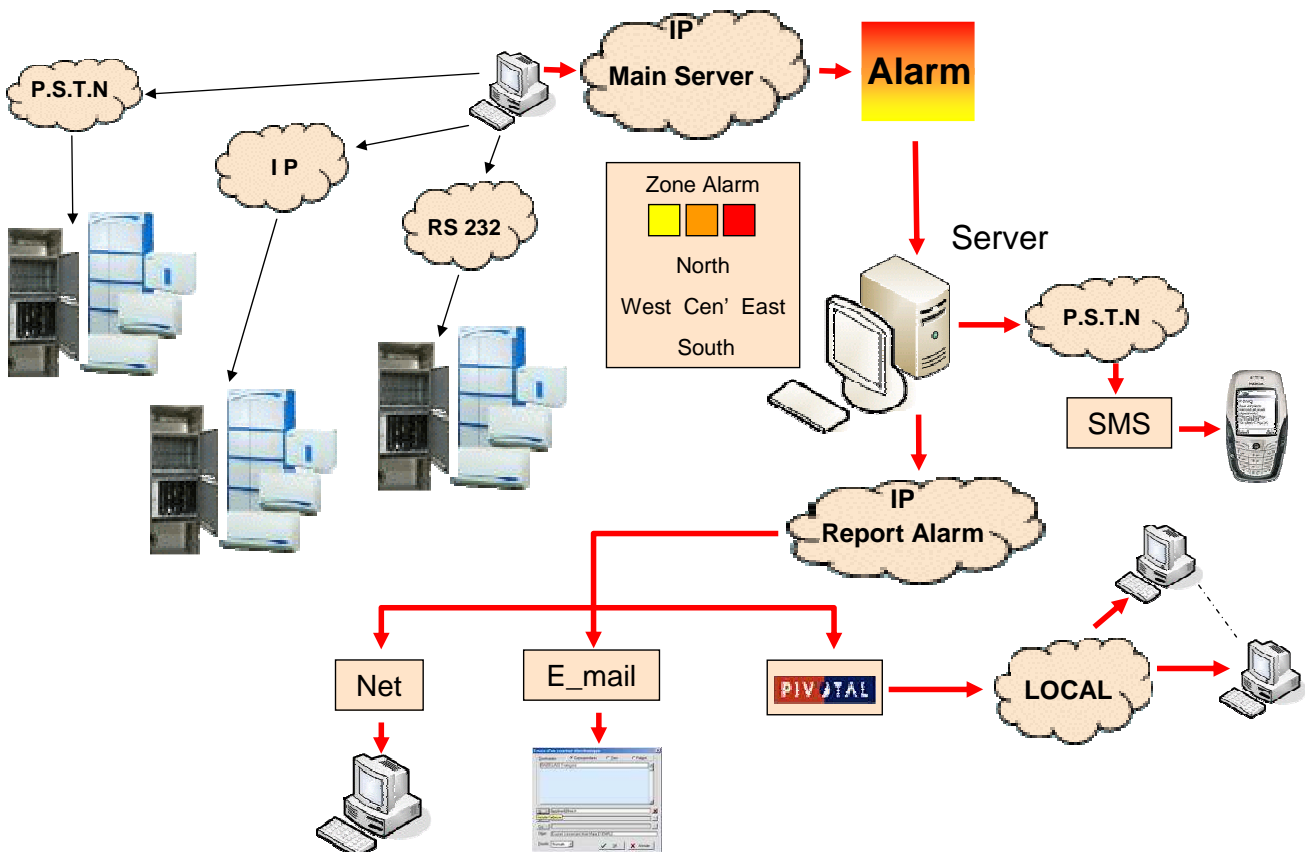 IP
Main Server
Alarm
P.S.T.N
I P
RS 232
Zone Alarm
North
West Cen' East
South
Server
P.S.T.N
SMS
IP
Report Alarm
Net
E_mail
PIVOTAL
LOCAL